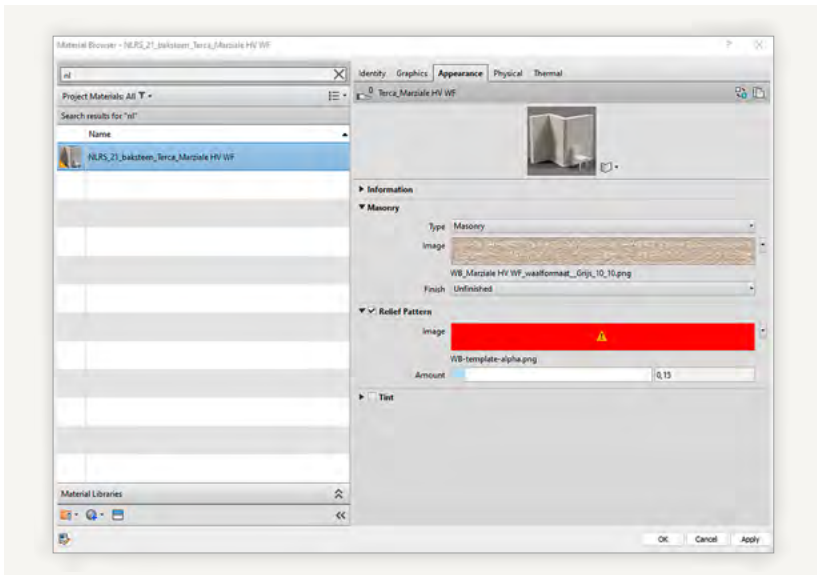 Material Browser - NLRS_21_baksteen_Terca_Marziale HV WF
? X
nl
Identity Graphics Appearance Physical Thermal
Project Materials: All
0 Terca_Marziale HV WF
Search results for "nl"
Name
NLRS_21_baksteen_Terca_Marziale HV WF
Information
Masonry
Type Masonry
Image
WB_Marziale HV WF_waalformaat__Grijs_10_10.png
Finish Unfinished
Relief Pattern
Image
WB-template-alpha.png
Amount 0,15
Tint
Material Libraries
OK Cancel Apply